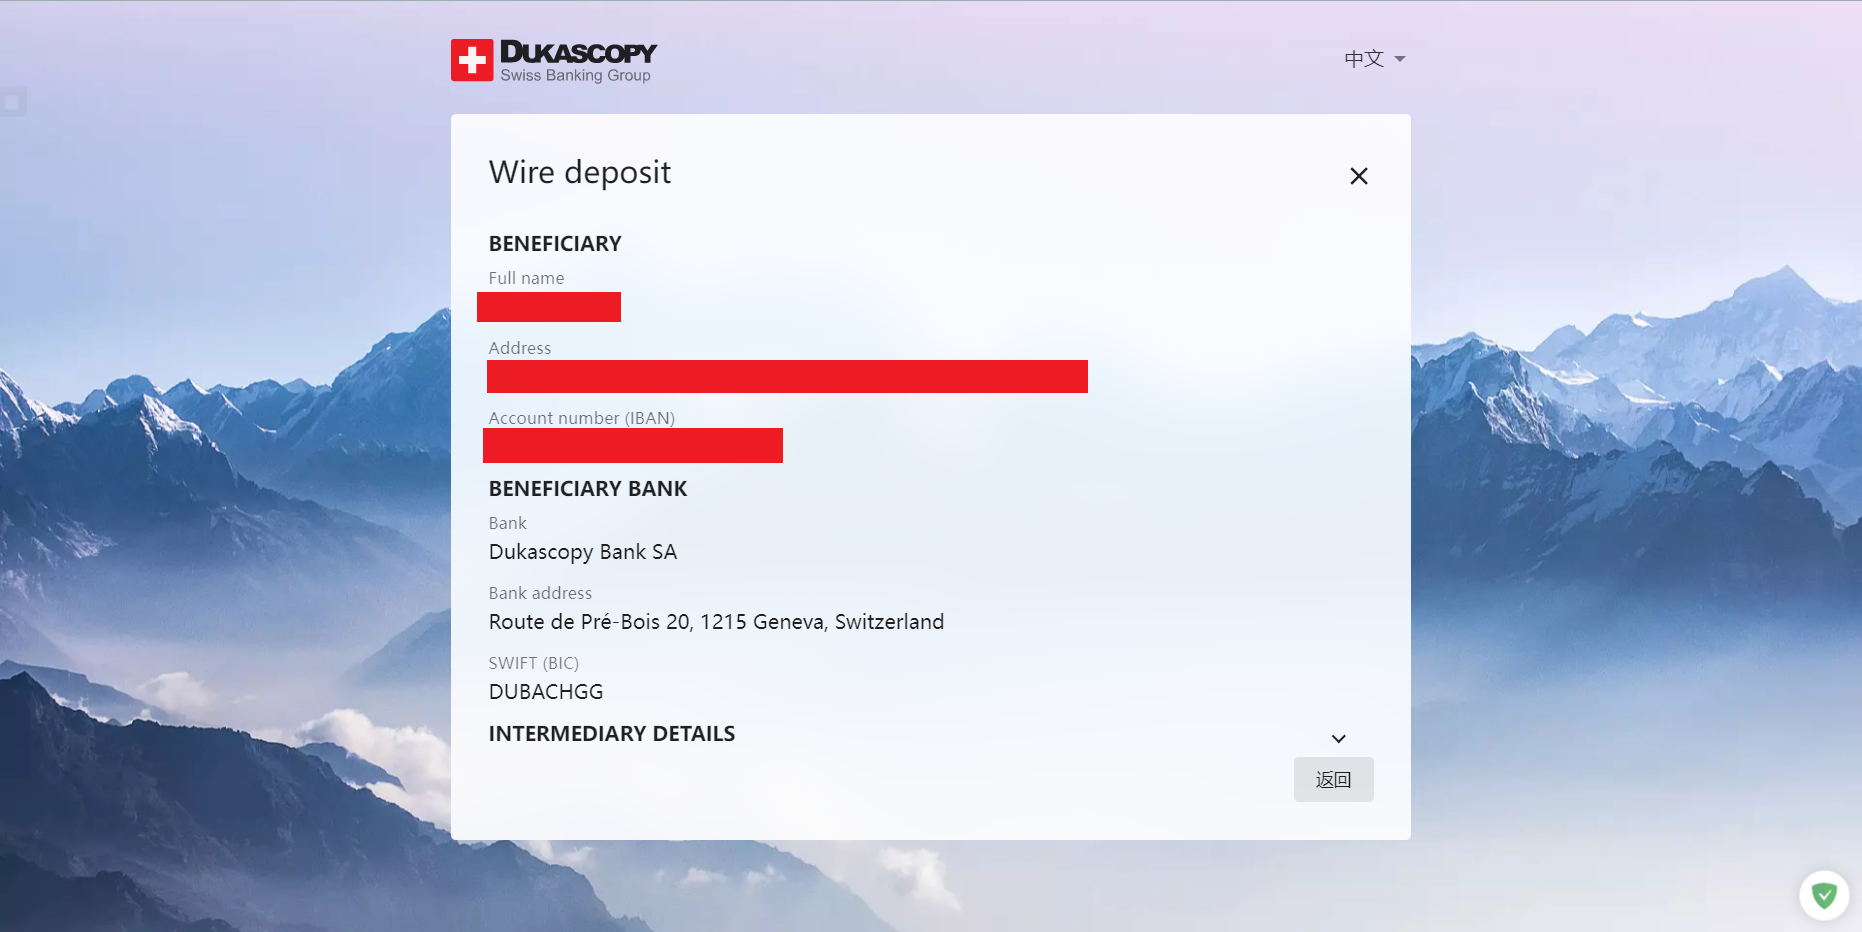 DUKASCOPY
Swiss Banking Group
中文
Wire deposit
BENEFICIARY
Full name
Address
Account number (IBAN)
BENEFICIARY BANK
Bank
Dukascopy Bank SA
Bank address
Route de Pré-Bois 20, 1215 Geneva, Switzerland
SWIFT (BIC)
DUBACHGG
INTERMEDIARY DETAILS
返回